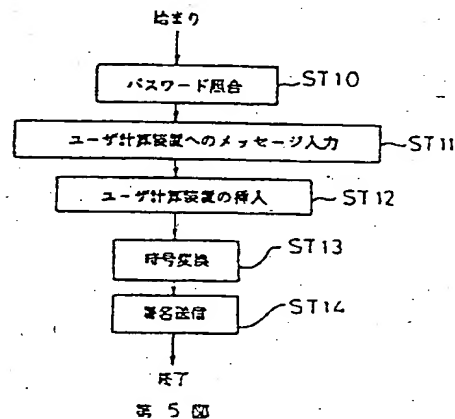 始まり
パスワード照合 ST10
ユーザ計算装置へのメッセージ入力 ST11
ユーザ計算装置の挿入 ST12
符号変換 ST13
署名送信 ST14
終了
第 5 図